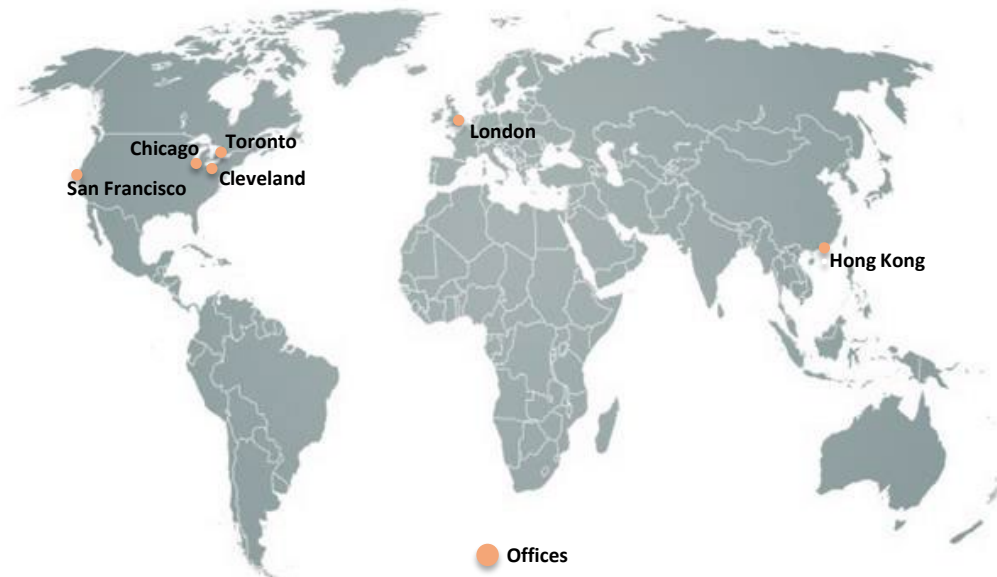 London
Toronto
Chicago
Cleveland
San Francisco
Hong Kong
Offices